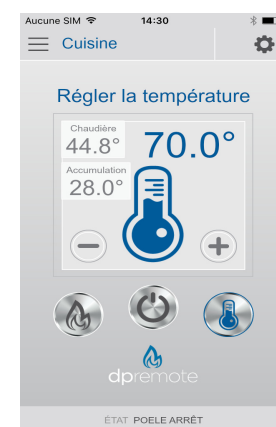 Aucune SIM 14:30
Cuisine
Régler la température
Chaudière
44.8°
70.0°
Accumulation
28.0°
dpremote
ÉTAT POELE ARRÊT